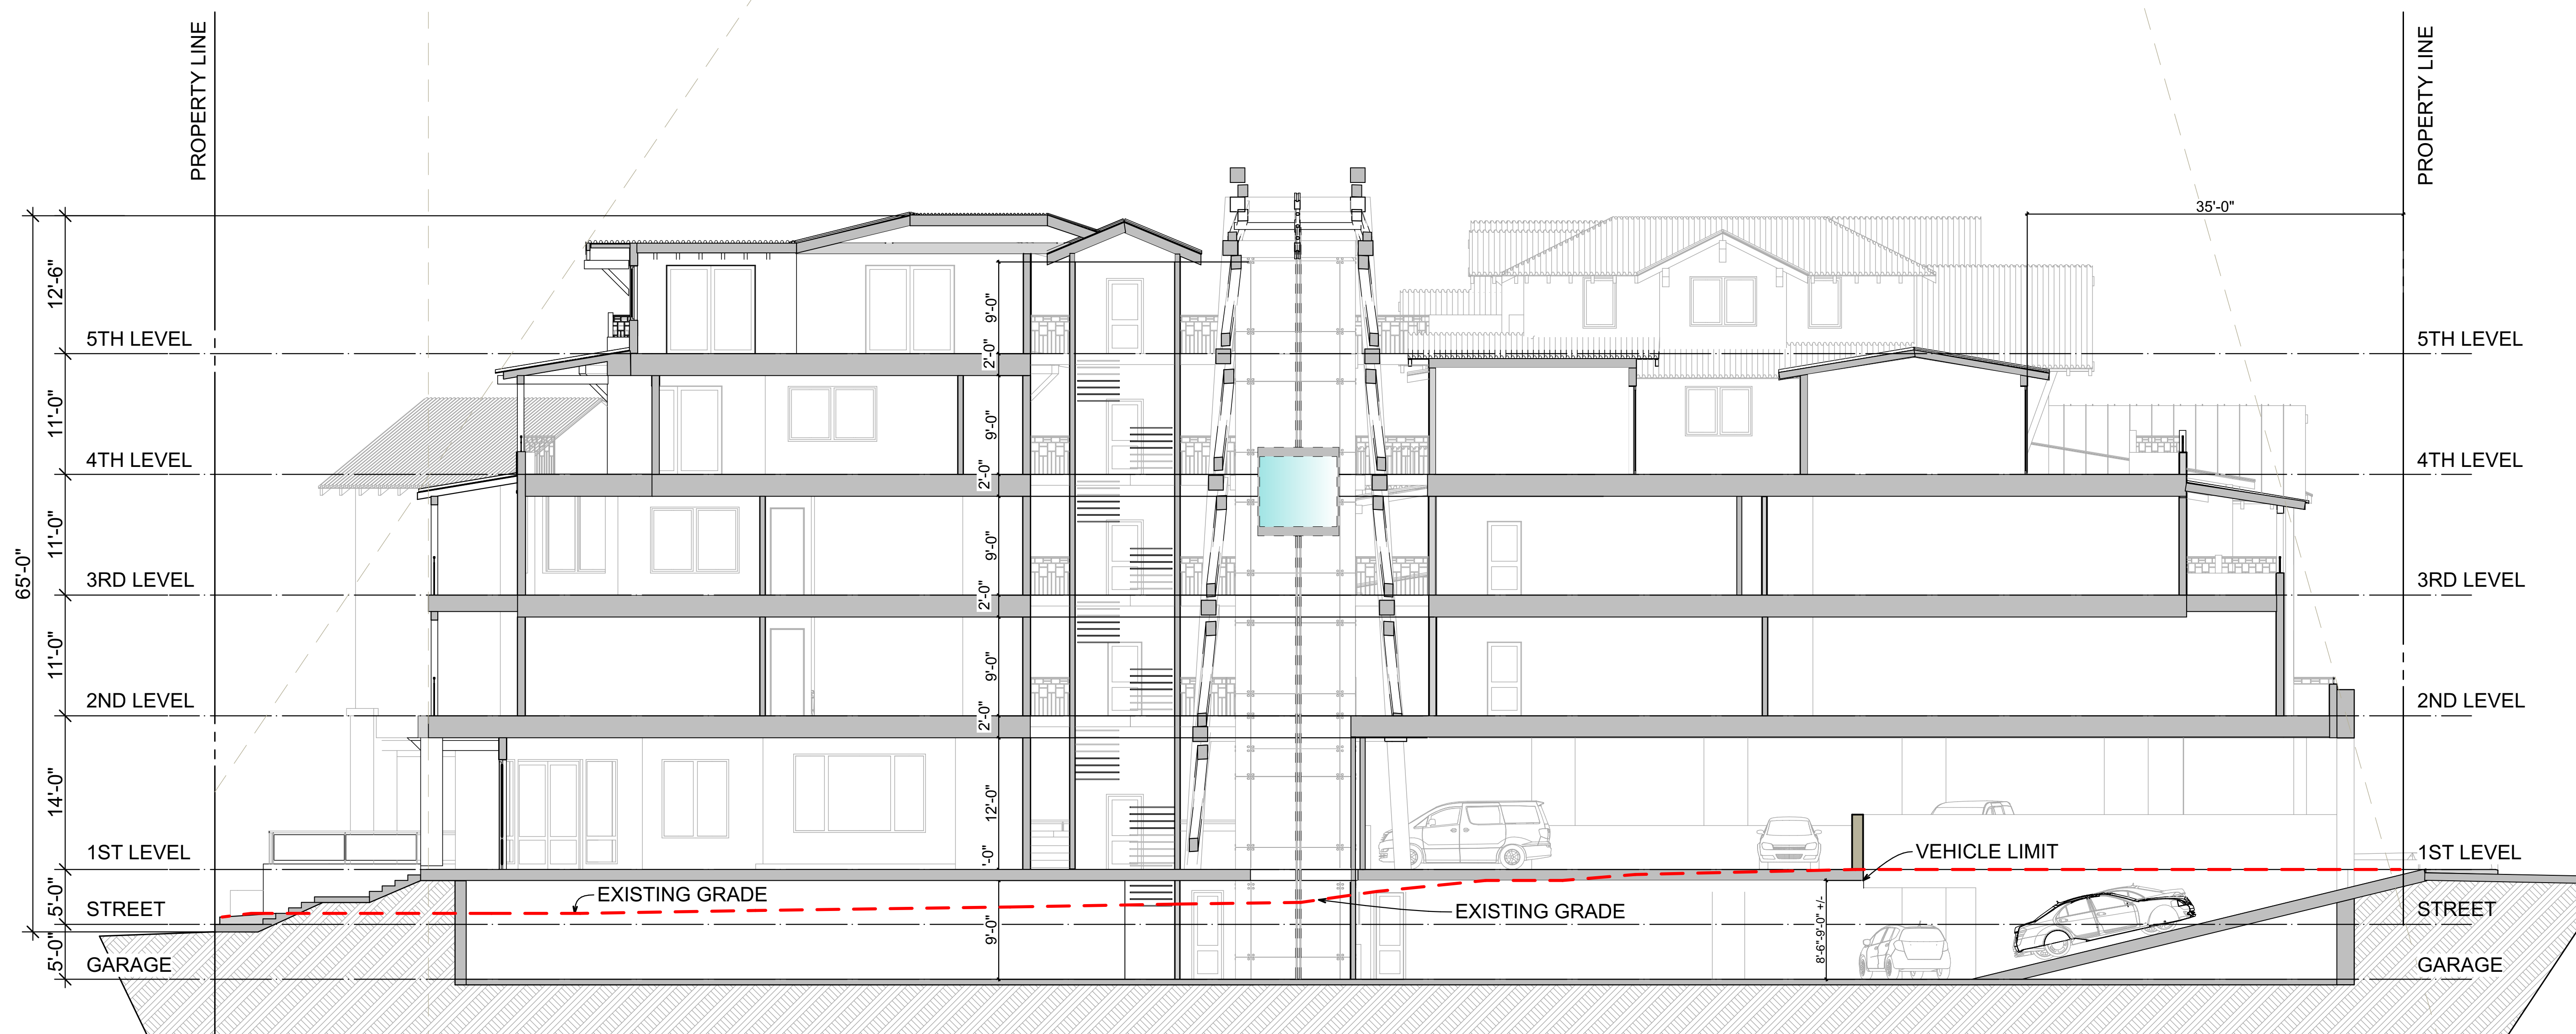 PROPERTY LINE
PROPERTY LINE
35'-0"
65'-0"
12'-6"
11'-0"
11'-0"
11'-0"
14'-0"
5'-0"
5'-0"
5TH LEVEL
4TH LEVEL
3RD LEVEL
2ND LEVEL
1ST LEVEL
STREET
GARAGE
9'-0"
2'-0"
9'-0"
2'-0"
9'-0"
2'-0"
9'-0"
2'-0"
12'-0"
'-0"
9'-0"
EXISTING GRADE
EXISTING GRADE
VEHICLE LIMIT
8'-6"-9'-0" +/-
5TH LEVEL
4TH LEVEL
3RD LEVEL
2ND LEVEL
1ST LEVEL
STREET
GARAGE